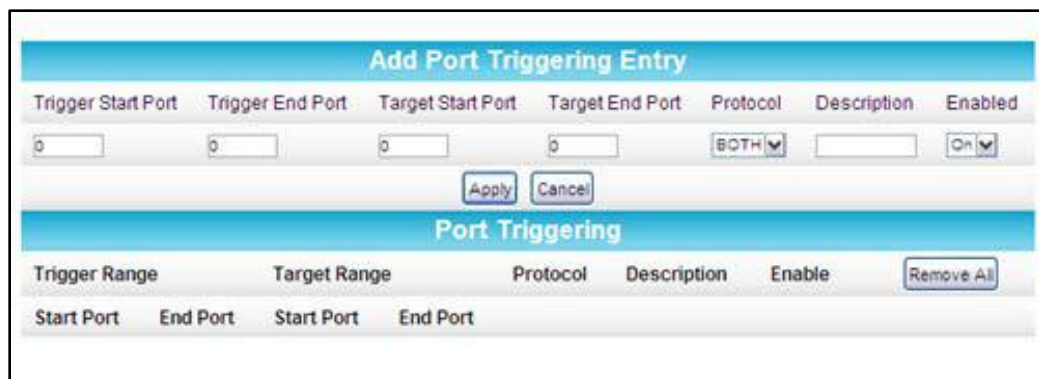 Add Port Triggering Entry
Trigger Start Port Trigger End Port Target Start Port Target End Port Protocol Description Enabled
0 0 0 0 BOTH On
Apply Cancel
Port Triggering
Trigger Range Target Range Protocol Description Enable Remove All
Start Port End Port Start Port End Port